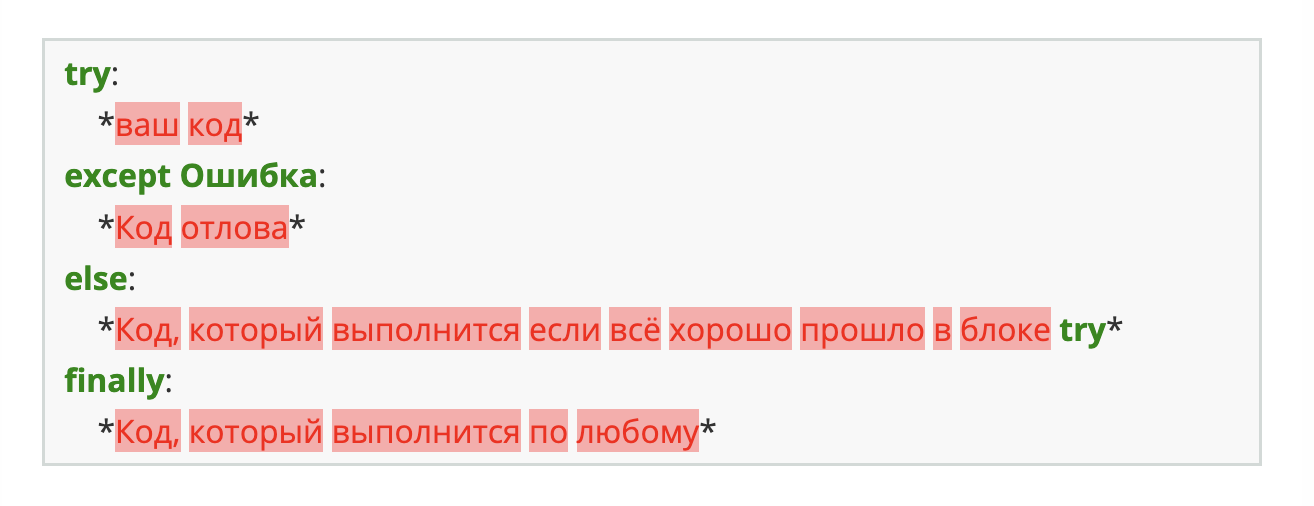 try:
*ваш код*
except Ошибка:
*Код отлова*
else:
*Код, который выполнится если всё хорошо прошло в блоке try*
finally:
*Код, который выполнится по любому*